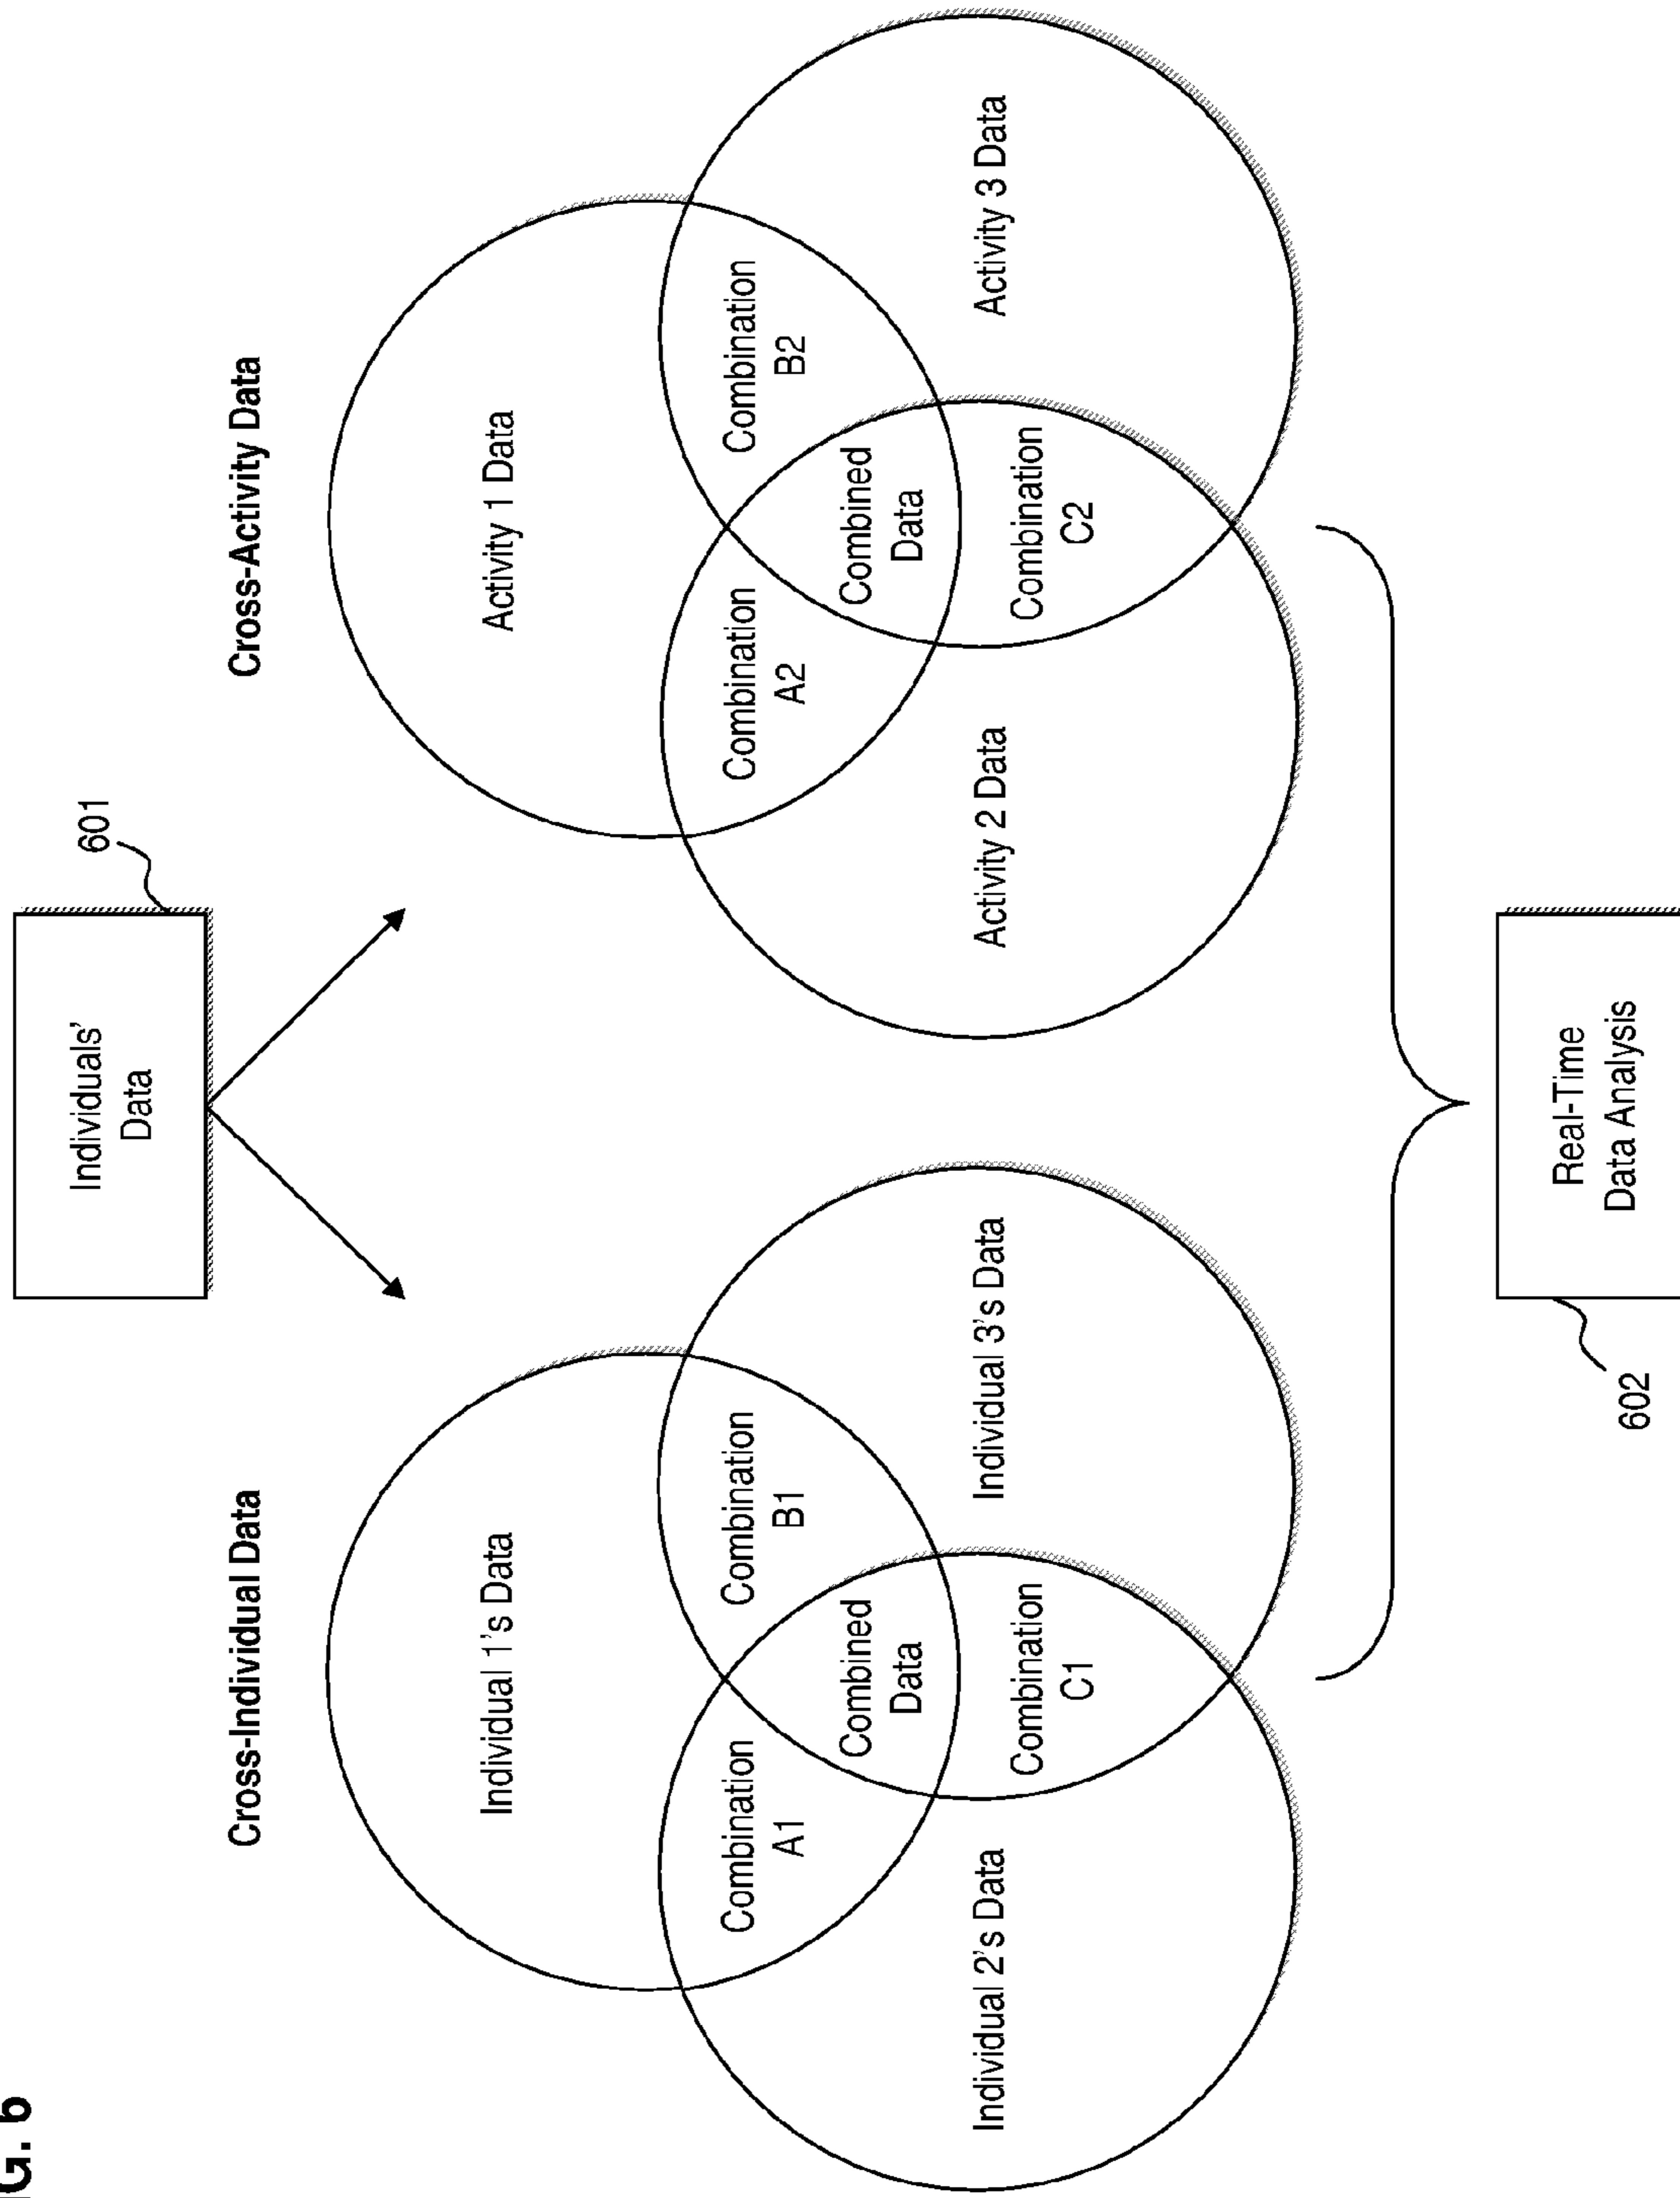 G. 6
Individuals'
Data
601
Cross-Individual Data
Cross-Activity Data
Individual 1's Data
Combination
A1
Combination
B1
Combined
Data
Combination
C1
Individual 2's Data
Individual 3's Data
Activity 1 Data
Combination
A2
Combination
B2
Combined
Data
Combination
C2
Activity 2 Data
Activity 3 Data
602
Real-Time
Data Analysis